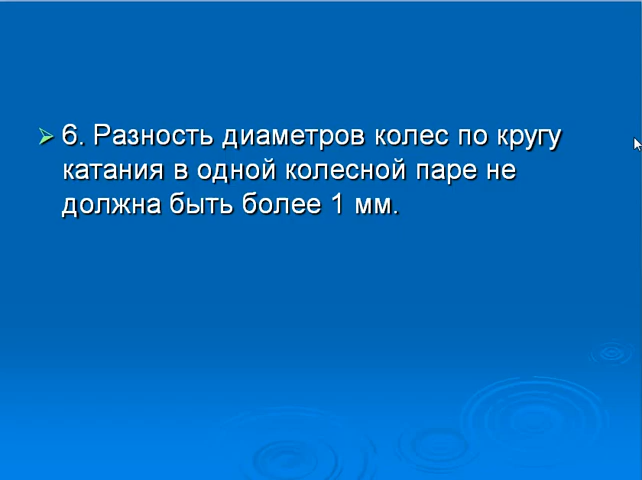 6. Разность диаметров колес по кругу
катания в одной колесной паре не
должна быть более 1 мм.